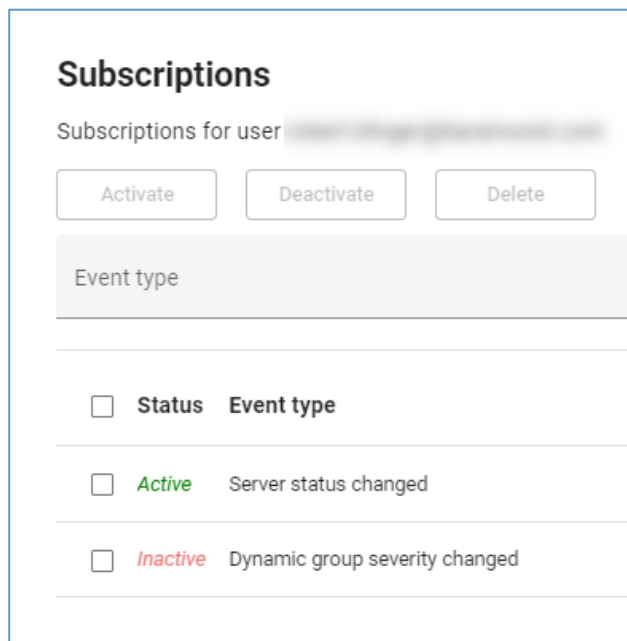 Subscriptions
Subscriptions for user
Activate Deactivate Delete
Event type
Status Event type
Active Server status changed
Inactive Dynamic group severity changed